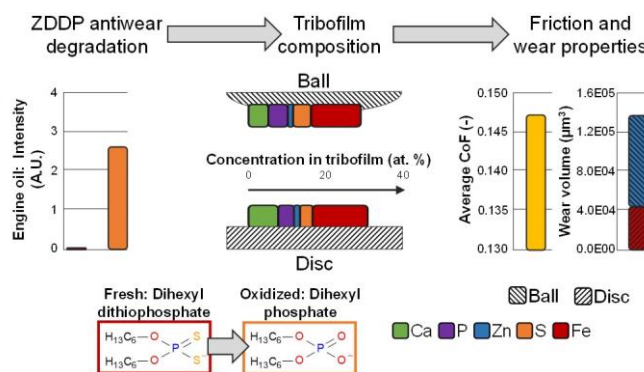 ZDDP antiwear
degradation
Tribofilm
composition
Friction
and wear properties
Engine oil: Intensity
(A.U.)
4
3
2
1
0
Ball
Concentration in tribofilm (at. %)
0
20
40
Disc
Average CoF (-)
0.150
0.145
0.140
0.135
0.130
Wear volume (µm³)
1.6E05
1.2E05
8.0E04
4.0E04
0.0E00
Fresh: Dihexyl
dithiophosphate
Oxidized: Dihexyl
phosphate
H₁₃C₆-O S
P
H₁₃C₆-O S⁻
H₁₃C₆-O O
P
H₁₃C₆-O O⁻
Ball Disc
Ca P Zn S Fe